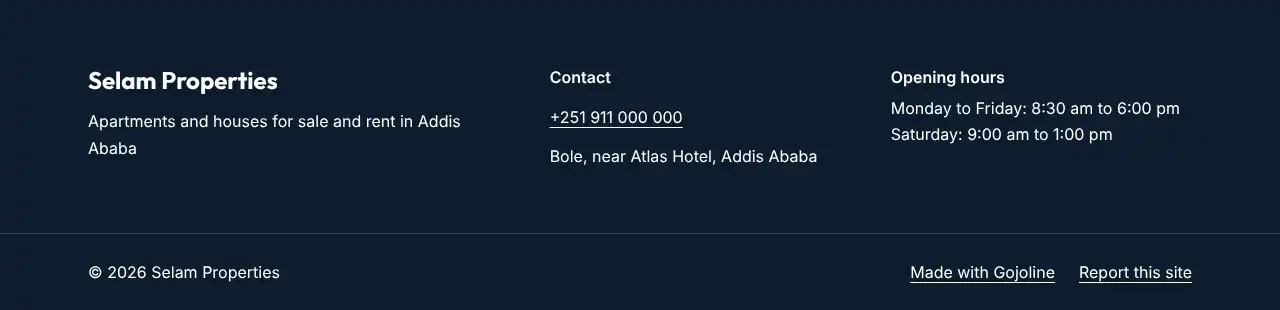 Selam Properties
Apartments and houses for sale and rent in Addis
Ababa
Contact
+251 911 000 000
Bole, near Atlas Hotel, Addis Ababa
Opening hours
Monday to Friday: 8:30 am to 6:00 pm
Saturday: 9:00 am to 1:00 pm
© 2026 Selam Properties
Made with Gojoline
Report this site